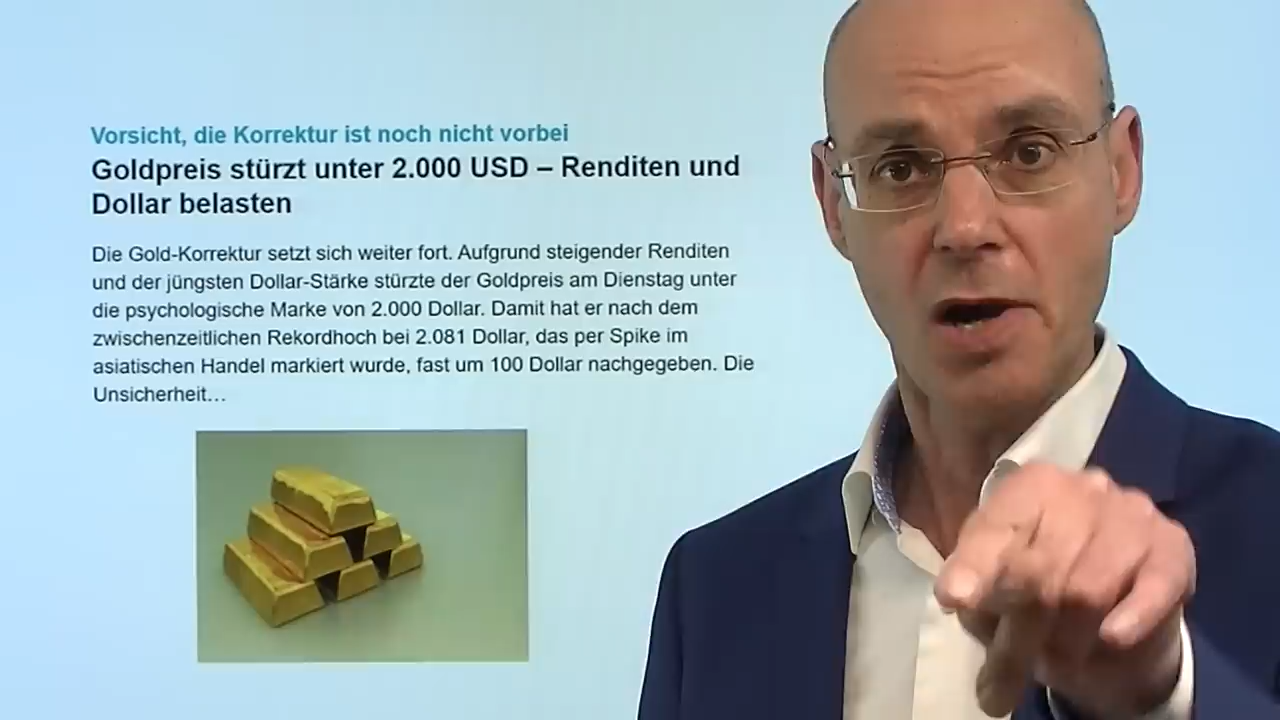 Vorsicht, die Korrektur ist noch nicht vorbei
Goldpreis stürzt unter 2.000 USD – Renditen und
Dollar belasten
Die Gold-Korrektur setzt sich weiter fort. Aufgrund steigender Renditen
und der jüngsten Dollar-Stärke stürzte der Goldpreis am Dienstag unter
die psychologische Marke von 2.000 Dollar. Damit hat er nach dem
zwischenzeitlichen Rekordhoch bei 2.081 Dollar, das per Spike im
asiatischen Handel markiert wurde, fast um 100 Dollar nachgegeben. Die
Unsicherheit…